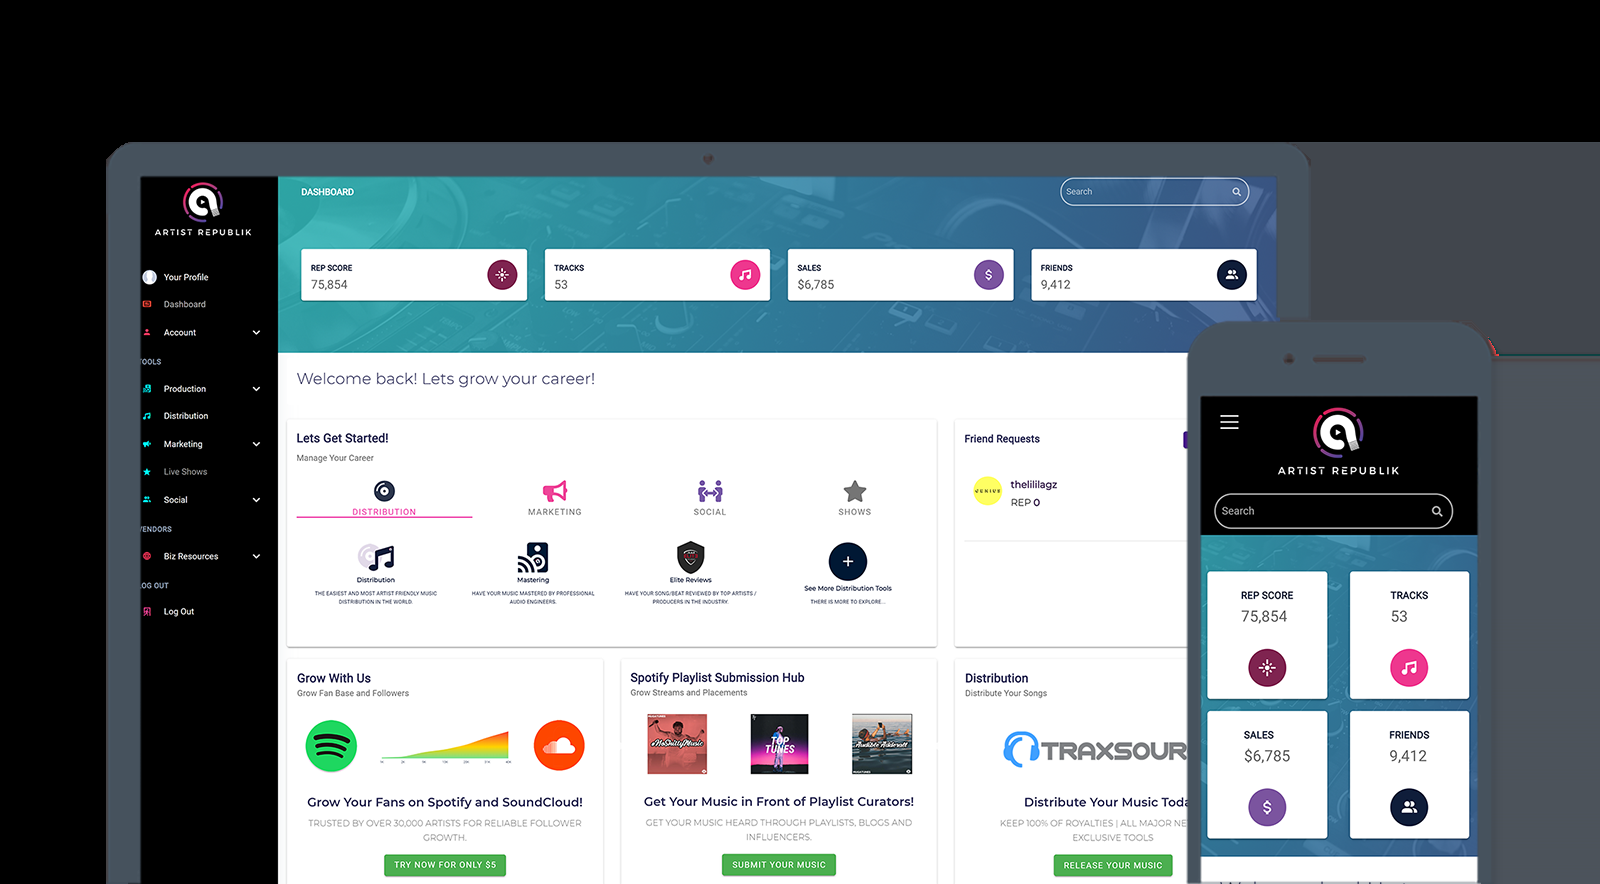 ARTIST REPUBLIK
Your Profile
Dashboard
Account
TOOLS
Production
Distribution
Marketing
Live Shows
Social
VENDORS
Biz Resources
LOG OUT
Log Out
DASHBOARD
Search
REP SCORE
75,854
TRACKS
53
SALES
$6,785
FRIENDS
9,412
Welcome back! Lets grow your career!
Lets Get Started!
Manage Your Career
DISTRIBUTION
MARKETING
SOCIAL
SHOWS
Distribution
THE EASIEST AND MOST ARTIST FRIENDLY MUSIC
DISTRIBUTION IN THE WORLD.
Mastering
HAVE YOUR MUSIC MASTERED BY PROFESSIONAL
AUDIO ENGINEERS.
Elite Reviews
HAVE YOUR SONG/BEAT REVIEWED BY TOP ARTISTS /
PRODUCERS IN THE INDUSTRY.
See More Distribution Tools
THERE IS MORE TO EXPLORE...
Friend Requests
JUNIUS
thelililagz
REP 0
Grow With Us
Grow Fan Base and Followers
Grow Your Fans on Spotify and SoundCloud!
TRUSTED BY OVER 30,000 ARTISTS FOR RELIABLE FOLLOWER
GROWTH.
TRY NOW FOR ONLY $5
Spotify Playlist Submission Hub
Grow Streams and Placements
#NoShittyMusic
TOP
TUNES
Audible Adderall
Get Your Music in Front of Playlist Curators!
GET YOUR MUSIC HEARD THROUGH PLAYLISTS, BLOGS AND
INFLUENCERS.
SUBMIT YOUR MUSIC
Distribution
Distribute Your Songs
TRAXSOUR
Distribute Your Music Toda
KEEP 100% OF ROYALTIES | ALL MAJOR NE
EXCLUSIVE TOOLS
RELEASE YOUR MUSIC
ARTIST REPUBLIK
Search
REP SCORE
75,854
TRACKS
53
SALES
$6,785
FRIENDS
9,412